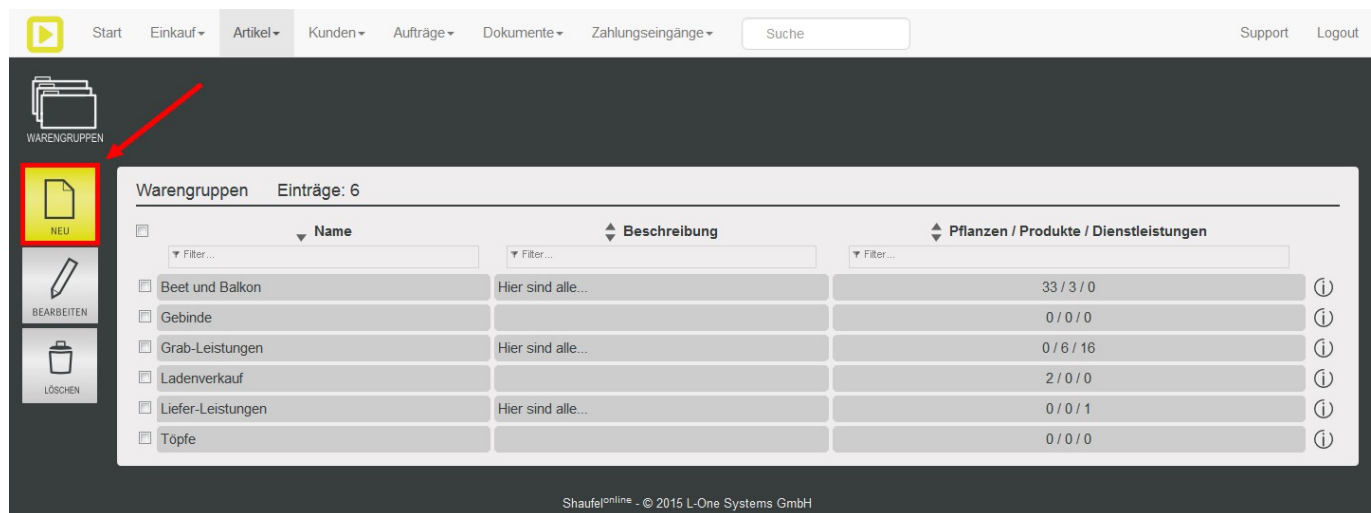 Start Einkauf Artikel Kunden Aufträge Dokumente Zahlungseingänge Suche Support Logout
WARENGRUPPEN
NEU
BEARBEITEN
LÖSCHEN
Warengruppen Einträge: 6
Name Beschreibung Pflanzen / Produkte / Dienstleistungen
Filter... Filter... Filter...
Beet und Balkon Hier sind alle... 33 / 3 / 0
Gebinde 0 / 0 / 0
Grab-Leistungen Hier sind alle... 0 / 6 / 16
Ladenverkauf 2 / 0 / 0
Liefer-Leistungen Hier sind alle... 0 / 0 / 1
Töpfe 0 / 0 / 0
Shaufelonline - © 2015 L-One Systems GmbH